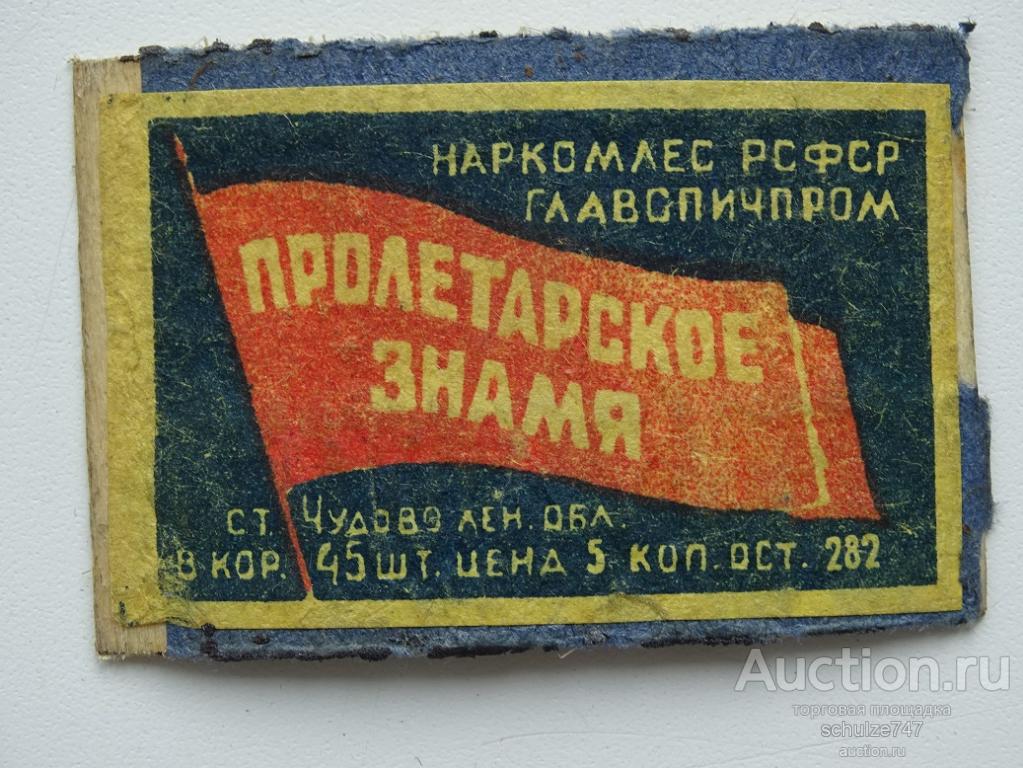 НАРКОМЛЕС РСФСР
ГЛАВСПИЧПРОМ
ПРОЛЕТАРСКОЕ
ЗНАМЯ
СТ. ЧУДОВО ЛЕН. ОБЛ.
В КОР. 45 ШТ. ЦЕНА 5 КОП. ОСТ. 282
Auction.ru
торговая площадка
schulze747
auction.ru